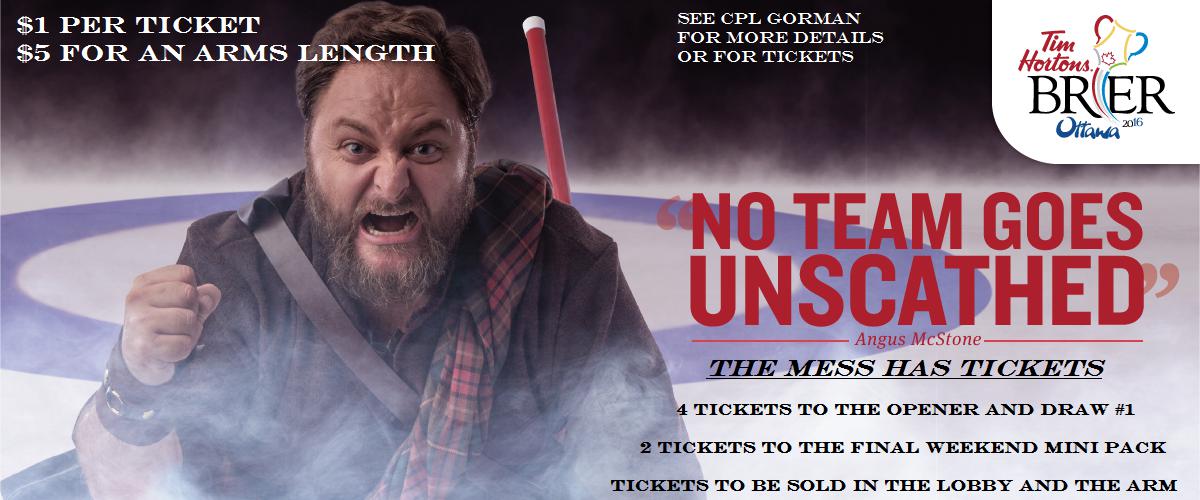 $1 PER TICKET
$5 FOR AN ARMS LENGTH
SEE CPL GORMAN
FOR MORE DETAILS
OR FOR TICKETS
Tim
Hortons
BRIER
Ottawa 2016
“NO TEAM GOES
UNSCATHED”
Angus McStone
THE MESS HAS TICKETS
4 TICKETS TO THE OPENER AND DRAW #1
2 TICKETS TO THE FINAL WEEKEND MINI PACK
TICKETS TO BE SOLD IN THE LOBBY AND THE ARM